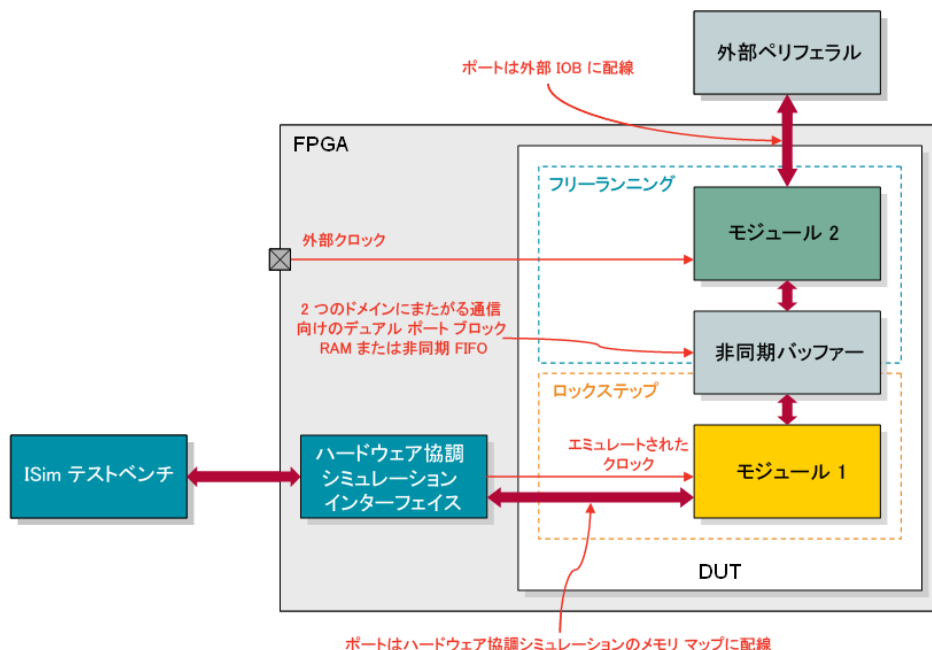 外部ペリフェラル
ポートは外部 IOB に配線
FPGA
フリーランニング
モジュール 2
外部クロック
2 つのドメインにまたがる通信
向けのデュアル ポート ブロック
RAM または非同期 FIFO
非同期バッファー
ロックステップ
エミュレートされた
クロック
ISim テストベンチ
ハードウェア協調
シミュレーション
インターフェイス
モジュール 1
DUT
ポートはハードウェア協調シミュレーションのメモリ マップに配線